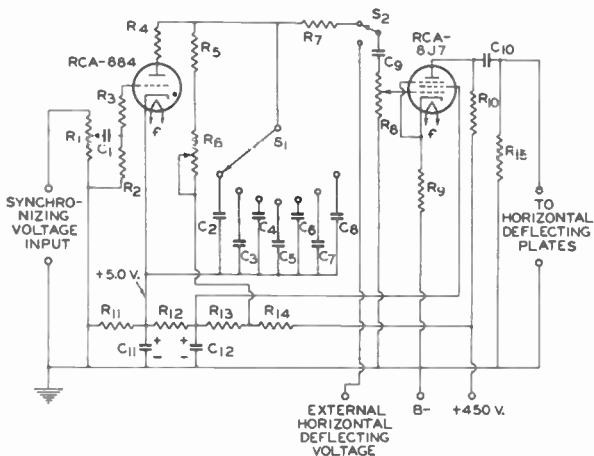 R4
RCA-884
R3
R1
C1
R2
f
R5
R6
S1
R7
S2
RCA-
6J7
C10
C9
R8
f
R10
R9
R15
C2
C3
C4
C5
C6
C7
C8
SYNCHRO-
NIZING
VOLTAGE
INPUT
TO
HORIZONTAL
DEFLECTING
PLATES
+5.0 V.
R11
R12
R13
R14
C11
+
-
+
-
C12
EXTERNAL
HORIZONTAL
DEFLECTING
VOLTAGE
B-
+450 V.